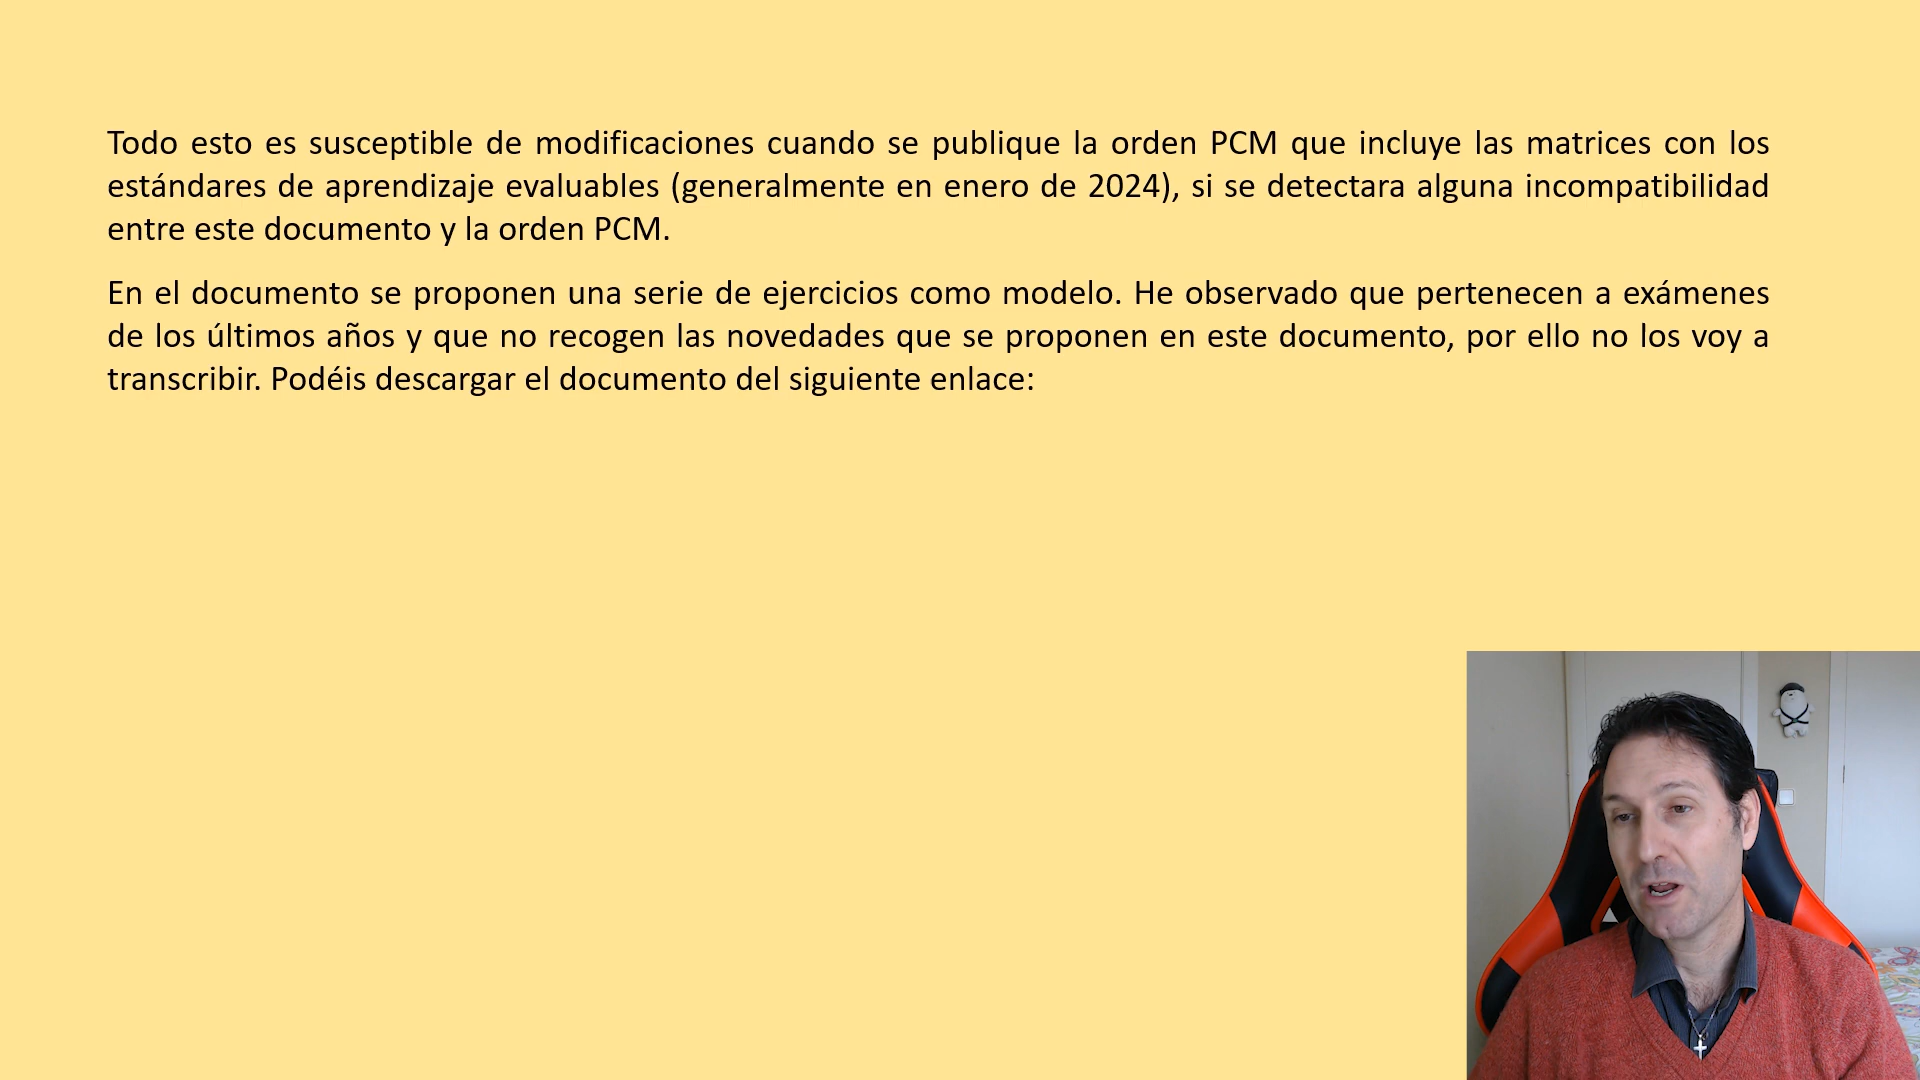 Todo esto es susceptible de modificaciones cuando se publique la orden PCM que incluye las matrices con los
estándares de aprendizaje evaluables (generalmente en enero de 2024), si se detectara alguna incompatibilidad
entre este documento y la orden PCM.
En el documento se proponen una serie de ejercicios como modelo. He observado que pertenecen a exámenes
de los últimos años y que no recogen las novedades que se proponen en este documento, por ello no los voy a
transcribir. Podéis descargar el documento del siguiente enlace: